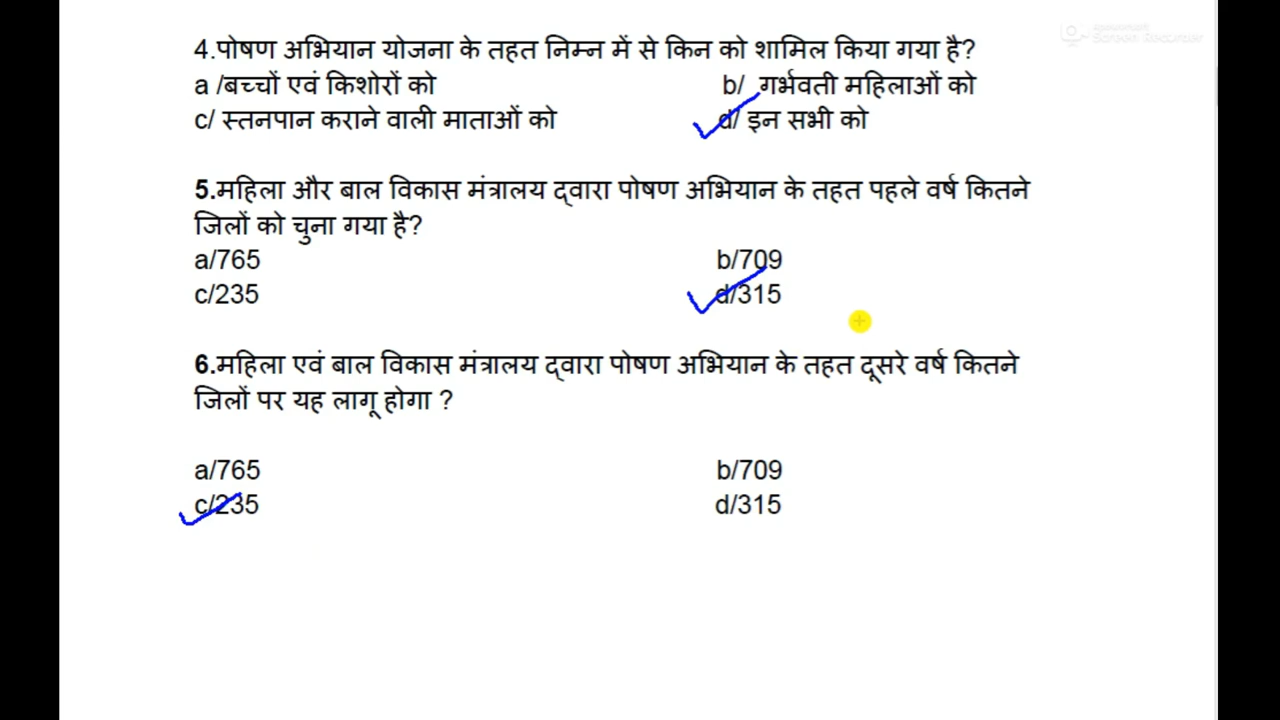 Screen Recorder
4.पोषण अभियान योजना के तहत निम्न में से किन को शामिल किया गया है?
a /बच्चों एवं किशोरों को b/ गर्भवती महिलाओं को
c/ स्तनपान कराने वाली माताओं को d/ इन सभी को
5.महिला और बाल विकास मंत्रालय द्वारा पोषण अभियान के तहत पहले वर्ष कितने
जिलों को चुना गया है?
a/765 b/709
c/235 d/315
6.महिला एवं बाल विकास मंत्रालय द्वारा पोषण अभियान के तहत दूसरे वर्ष कितने
जिलों पर यह लागू होगा ?
a/765 b/709
c/235 d/315